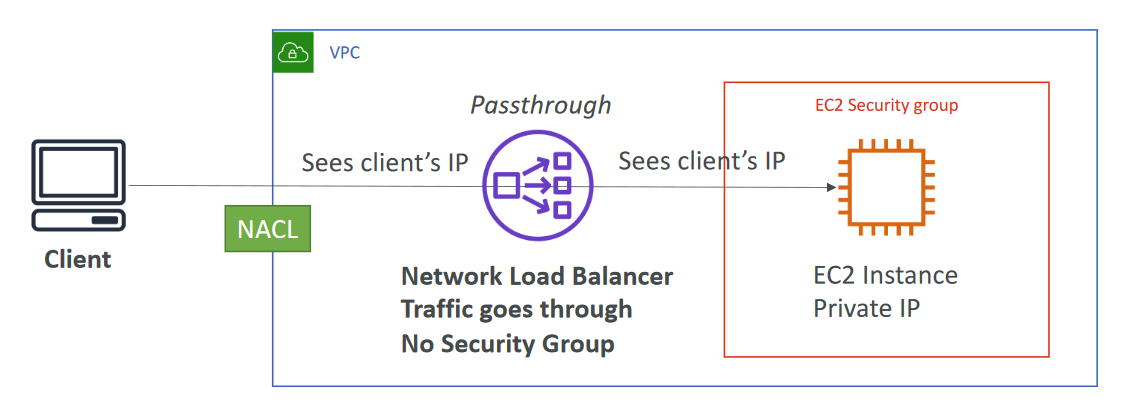 VPC
Passthrough
EC2 Security group
Sees client's IP
Sees client's IP
NACL
Client
Network Load Balancer
Traffic goes through
No Security Group
EC2 Instance
Private IP